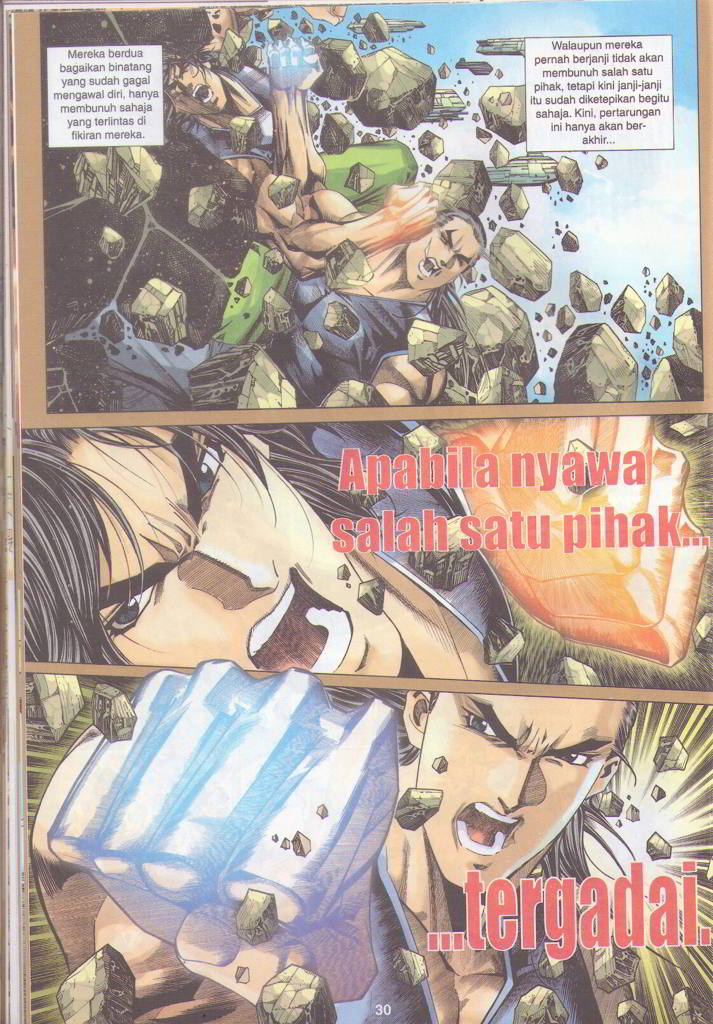 Mereka berdua
bagaikan binatang
yang sudah gagal
mengawal diri, hanya
membunuh sahaja
yang terlintas di
fikiran mereka.
Walaupun mereka
pernah berjanji tidak akan
membunuh salah satu
pihak, tetapi kini janji-janji
itu sudah diketepikan begitu
sahaja. Kini, pertarungan
ini hanya akan ber-
akhir...
Apabila nyawa
salah satu pihak...
...tergadai.
30